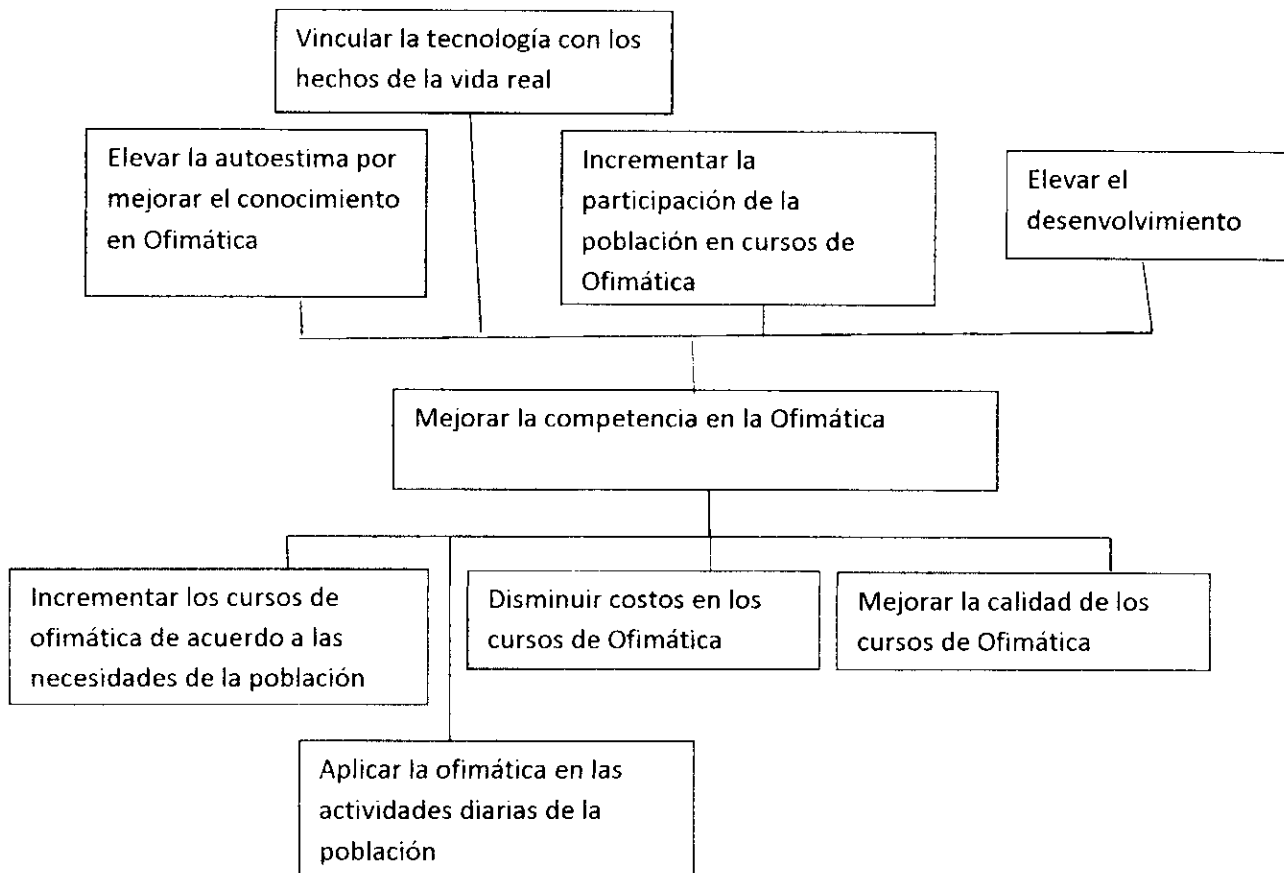 Vincular la tecnología con los
hechos de la vida real
Elevar la autoestima por
mejorar el conocimiento
en Ofimática
Incrementar la
participación de la
población en cursos de
Ofimática
Elevar el
desenvolvimiento
Mejorar la competencia en la Ofimática
Incrementar los cursos de
ofimática de acuerdo a las
necesidades de la población
Disminuir costos en los
cursos de Ofimática
Mejorar la calidad de los
cursos de Ofimática
Aplicar la ofimática en las
actividades diarias de la
población